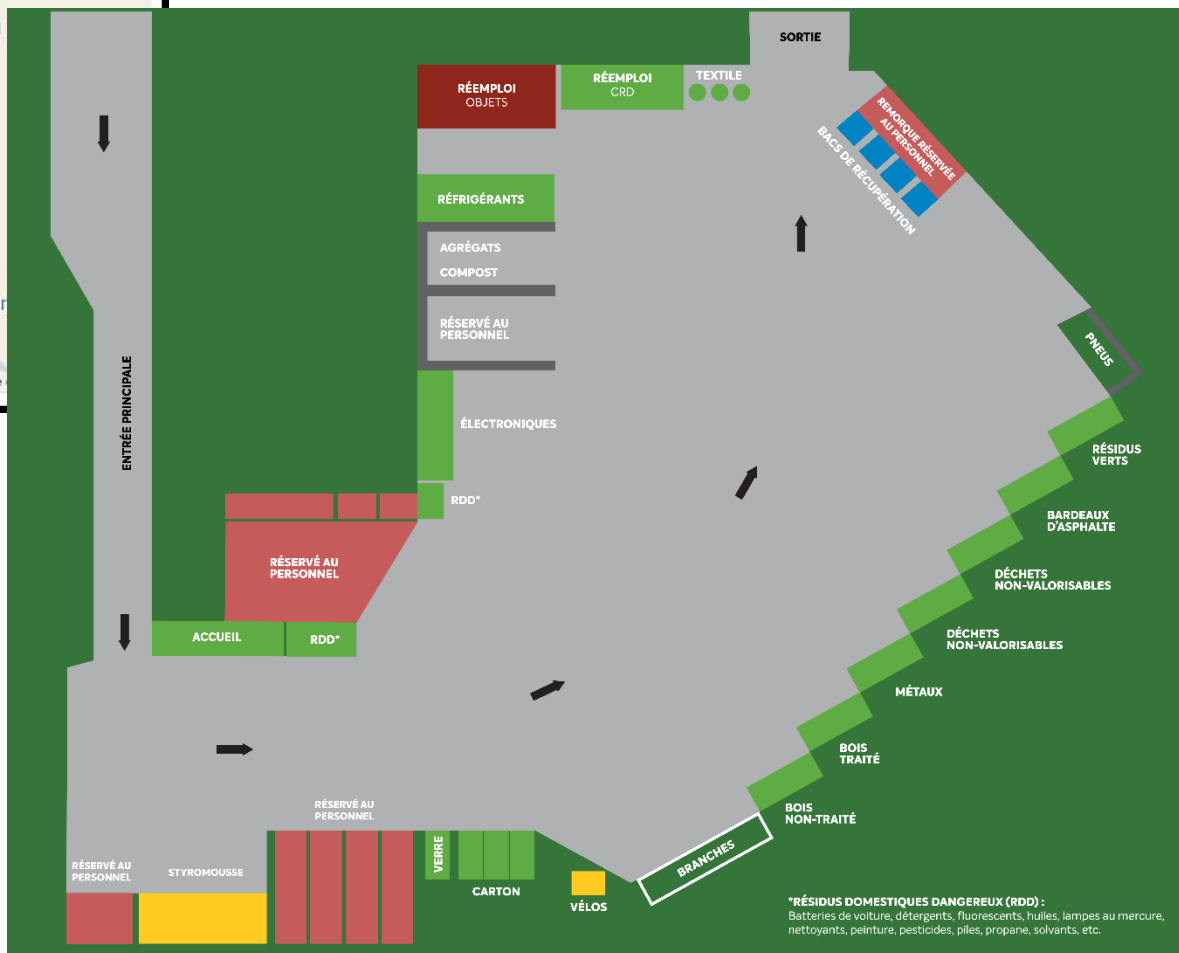 SORTIE
RÉEMPLOI
OBJETS
RÉEMPLOI
CRD
TEXTILE
REMORQUE RÉSERVÉE
AU PERSONNEL
BACS DE RÉCUPÉRATION
RÉFRIGÉRANTS
AGRÉGATS
COMPOST
RÉSERVÉ AU
PERSONNEL
PNEUS
ENTRÉE PRINCIPALE
ÉLECTRONIQUES
RÉSIDUS
VERTS
RDD*
BARDEAUX
D'ASPHALTE
RÉSERVÉ AU
PERSONNEL
DÉCHETS
NON-VALORISABLES
ACCUEIL
RDD*
DÉCHETS
NON-VALORISABLES
MÉTAUX
BOIS
TRAITÉ
RÉSERVÉ AU
PERSONNEL
BOIS
NON-TRAITÉ
RÉSERVÉ AU
PERSONNEL
STYROMOUSSE
VERRE
CARTON
BRANCHES
VÉLOS
*RÉSIDUS DOMESTIQUES DANGEREUX (RDD) :
Batteries de voiture, détergents, fluorescents, huiles, lampes au mercure,
nettoyants, peinture, pesticides, piles, propane, solvants, etc.